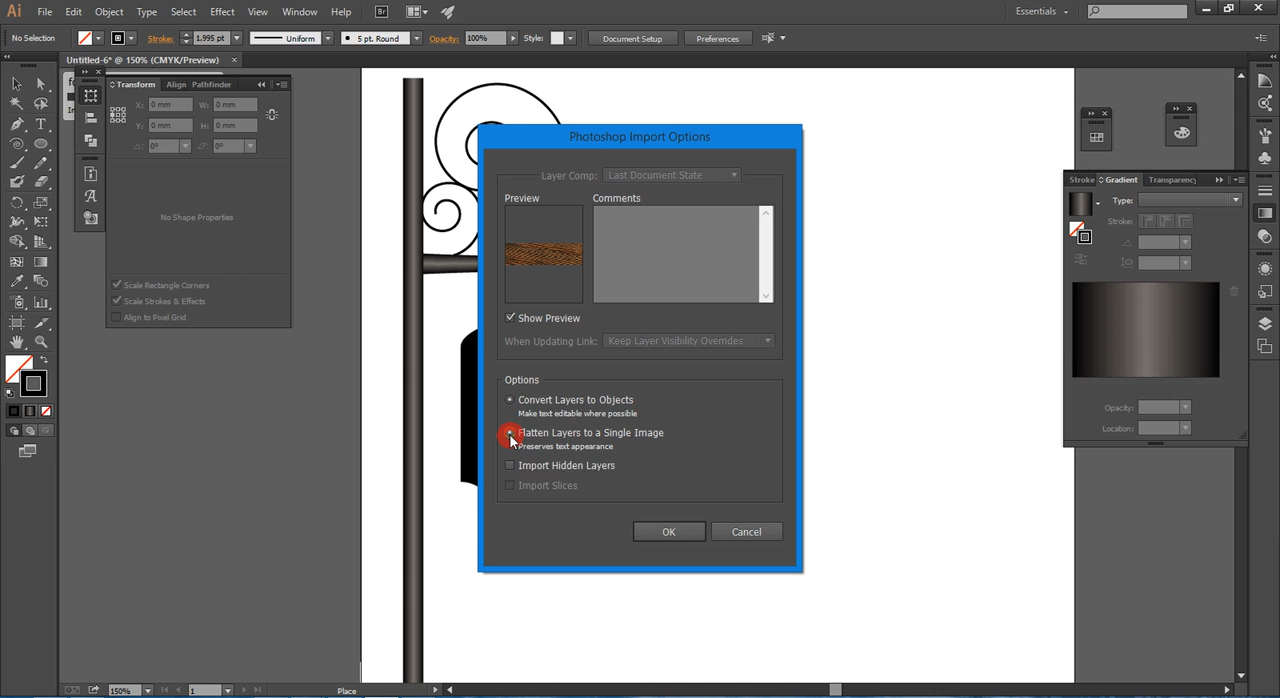 Ai File Edit Object Type Select Effect View Window Help Br Essentials
No Selection Stroke: 1,995 pt Uniform 5 pt. Round Opacity: 100% Style: Document Setup Preferences
Untitled-6* @ 150% (CMYK/Preview)
Transform Align Pathfinder
X: 0 mm W: 0 mm
Y: 0 mm H: 0 mm
0° 0°
No Shape Properties
Scale Rectangle Corners
Scale Strokes & Effects
Align to Pixel Grid
Photoshop Import Options
Layer Comp: Last Document State
Preview Comments
Show Preview
When Updating Link: Keep Layer Visibility Overrides
Options
Convert Layers to Objects
Make text editable where possible
Flatten Layers to a Single Image
Preserves text appearance
Import Hidden Layers
Import Slices
OK Cancel
Stroke Gradient Transparency
Type:
Stroke:
Opacity:
Location:
150% 1 Place